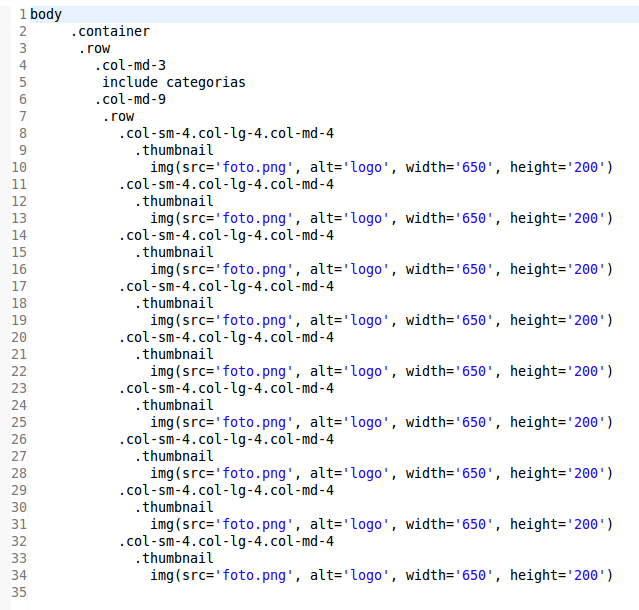 1 body
2      .container
3       .row
4         .col-md-3
5          include categorias
6         .col-md-9
7          .row
8            .col-sm-4.col-lg-4.col-md-4
9              .thumbnail
10               img(src='foto.png', alt='logo', width='650', height='200')
11           .col-sm-4.col-lg-4.col-md-4
12             .thumbnail
13               img(src='foto.png', alt='logo', width='650', height='200')
14           .col-sm-4.col-lg-4.col-md-4
15             .thumbnail
16               img(src='foto.png', alt='logo', width='650', height='200')
17           .col-sm-4.col-lg-4.col-md-4
18             .thumbnail
19               img(src='foto.png', alt='logo', width='650', height='200')
20           .col-sm-4.col-lg-4.col-md-4
21             .thumbnail
22               img(src='foto.png', alt='logo', width='650', height='200')
23           .col-sm-4.col-lg-4.col-md-4
24             .thumbnail
25               img(src='foto.png', alt='logo', width='650', height='200')
26           .col-sm-4.col-lg-4.col-md-4
27             .thumbnail
28               img(src='foto.png', alt='logo', width='650', height='200')
29           .col-sm-4.col-lg-4.col-md-4
30             .thumbnail
31               img(src='foto.png', alt='logo', width='650', height='200')
32           .col-sm-4.col-lg-4.col-md-4
33             .thumbnail
34               img(src='foto.png', alt='logo', width='650', height='200')
35